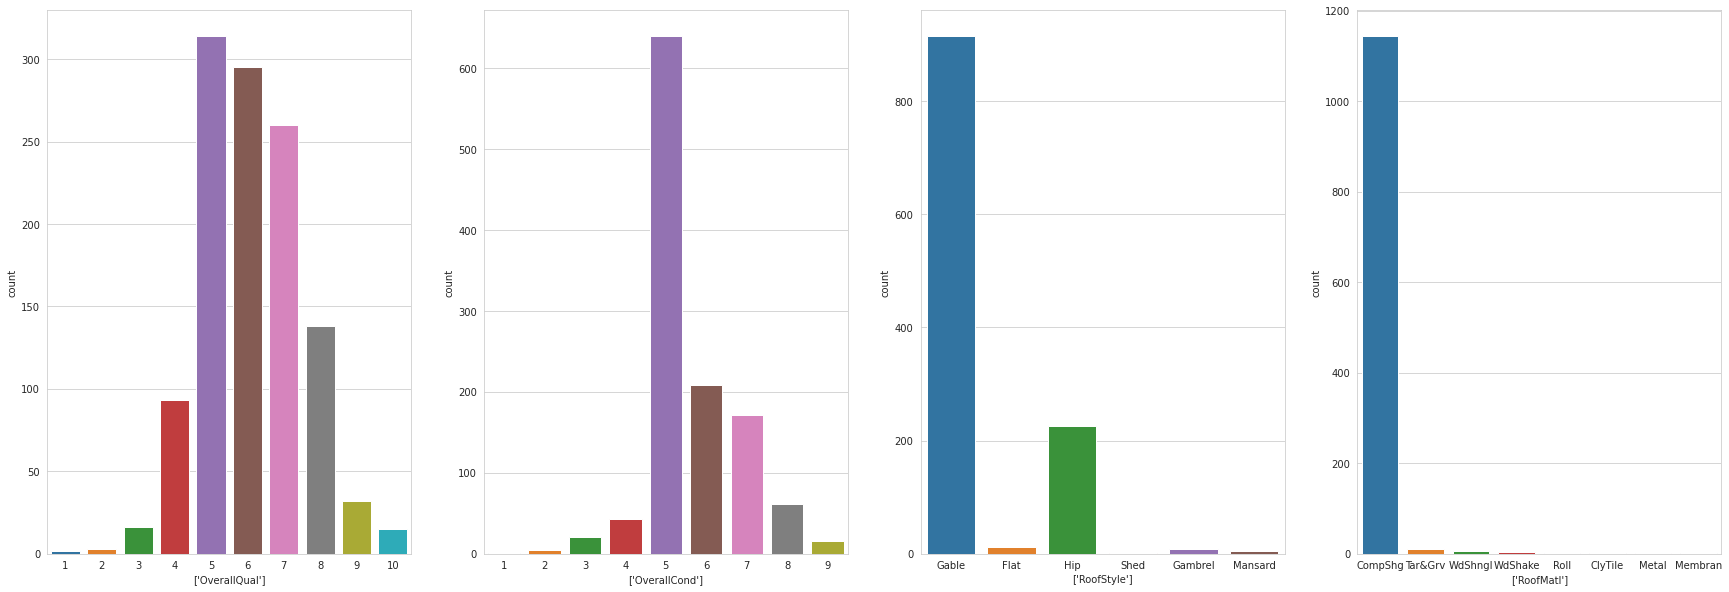 count
300
250
200
150
100
50
0
1 2 3 4 5 6 7 8 9 10
['OverallQual']
count
600
500
400
300
200
100
0
1 2 3 4 5 6 7 8 9
['OverallCond']
count
800
600
400
200
0
Gable Flat Hip Shed Gambrel Mansard
['RoofStyle']
count
1200
1000
800
600
400
200
0
CompShg Tar&Grv WdShngl WdShake Roll ClyTile Metal Membran
['RoofMatl']